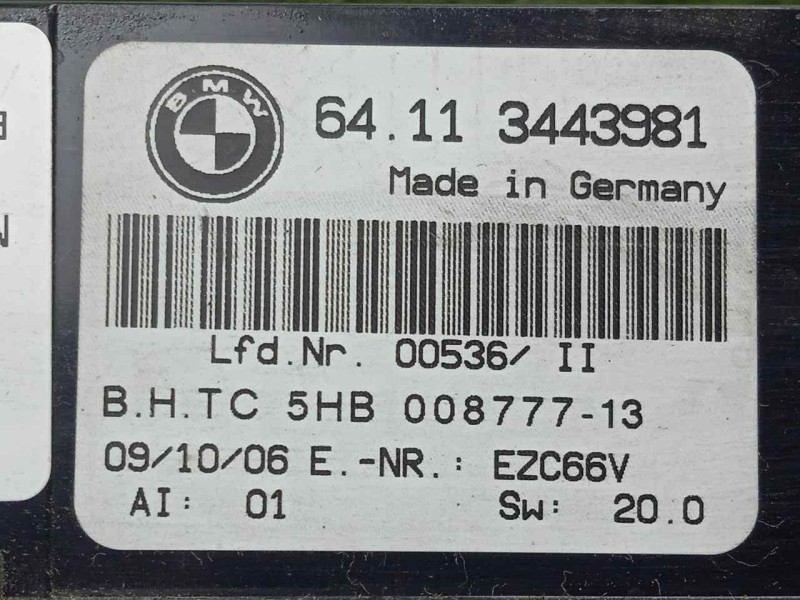 BMW
64.11 3443981
Made in Germany
Lfd.Nr. 00536/ II
B.H.TC 5HB 008777-13
09/10/06 E.-NR.: EZC66V
AI: 01 Sw: 20.0